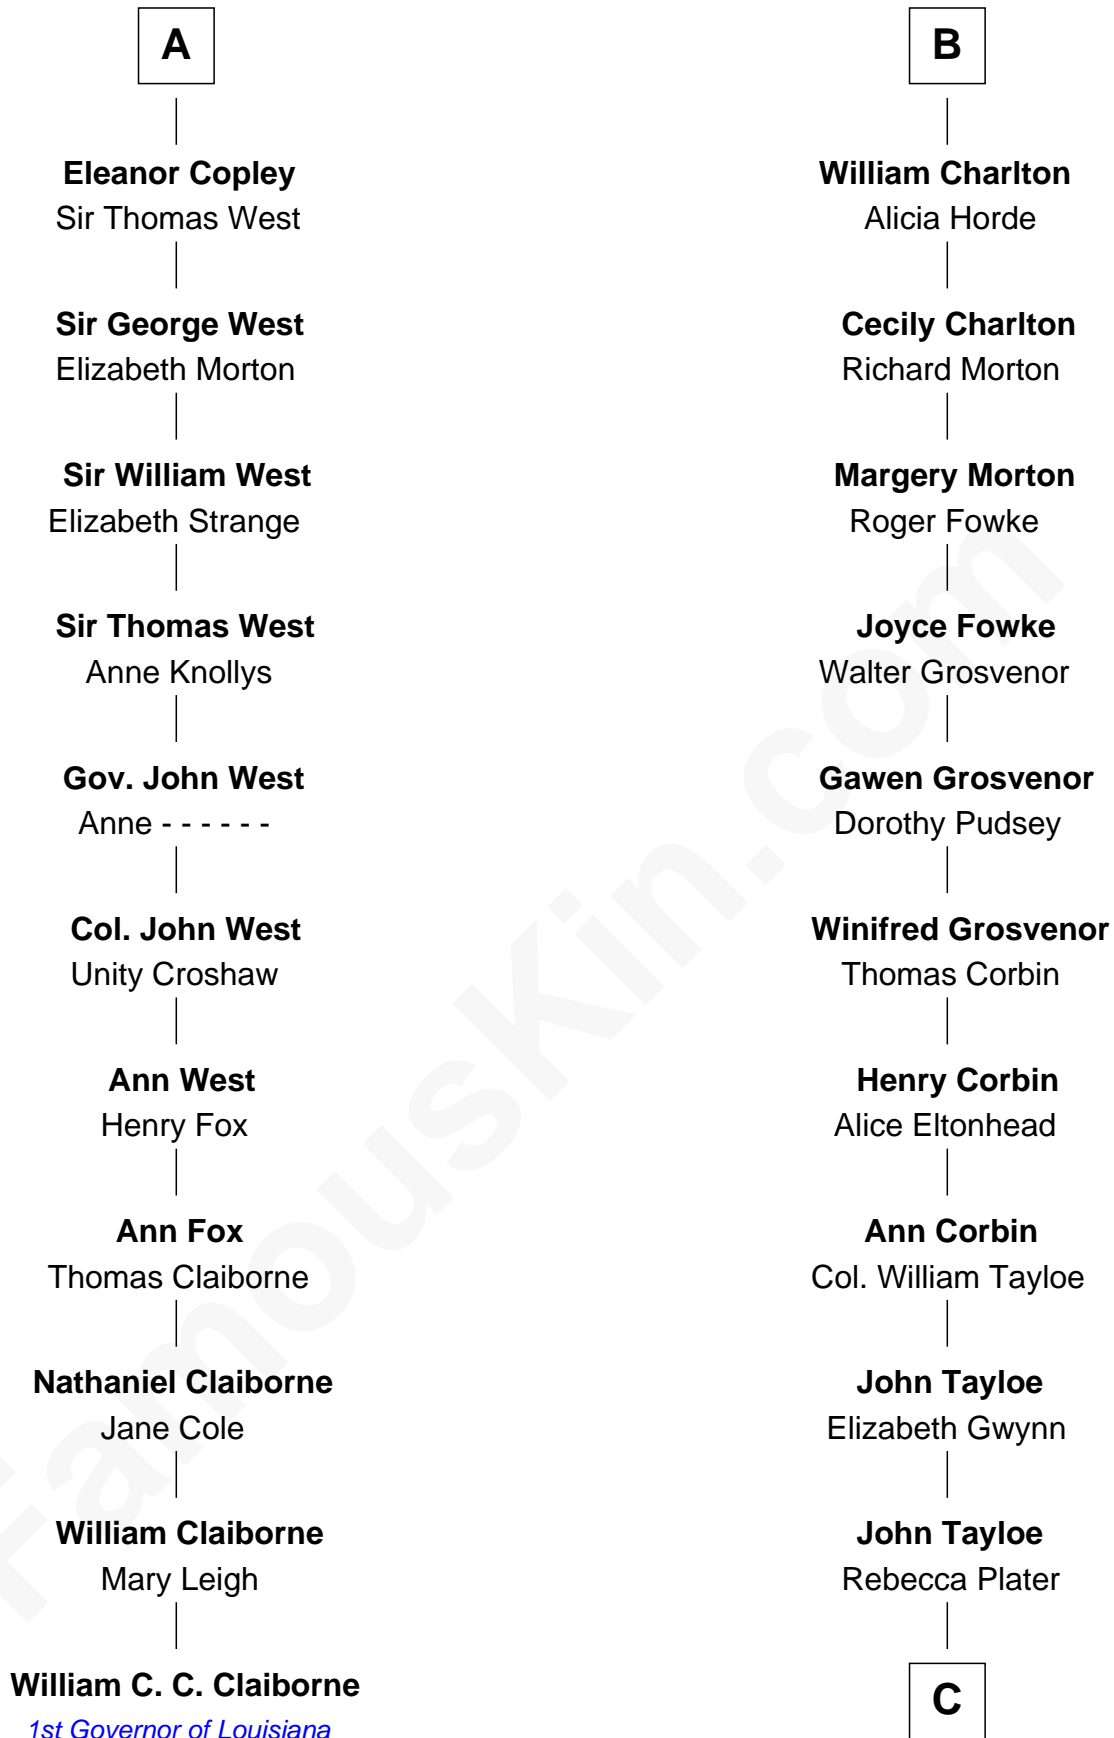 A
Eleanor Copley
Sir Thomas West
Sir George West
Elizabeth Morton
Sir William West
Elizabeth Strange
Sir Thomas West
Anne Knollys
Gov. John West
Anne - - - - - -
Col. John West
Unity Croshaw
Ann West
Henry Fox
Ann Fox
Thomas Claiborne
Nathaniel Claiborne
Jane Cole
William Claiborne
Mary Leigh
William C. C. Claiborne
1st Governor of Louisiana
B
William Charlton
Alicia Horde
Cecily Charlton
Richard Morton
Margery Morton
Roger Fowke
Joyce Fowke
Walter Grosvenor
Gawen Grosvenor
Dorothy Pudsey
Winifred Grosvenor
Thomas Corbin
Henry Corbin
Alice Eltonhead
Ann Corbin
Col. William Tayloe
John Tayloe
Elizabeth Gwynn
John Tayloe
Rebecca Plater
C
FamousKin.com